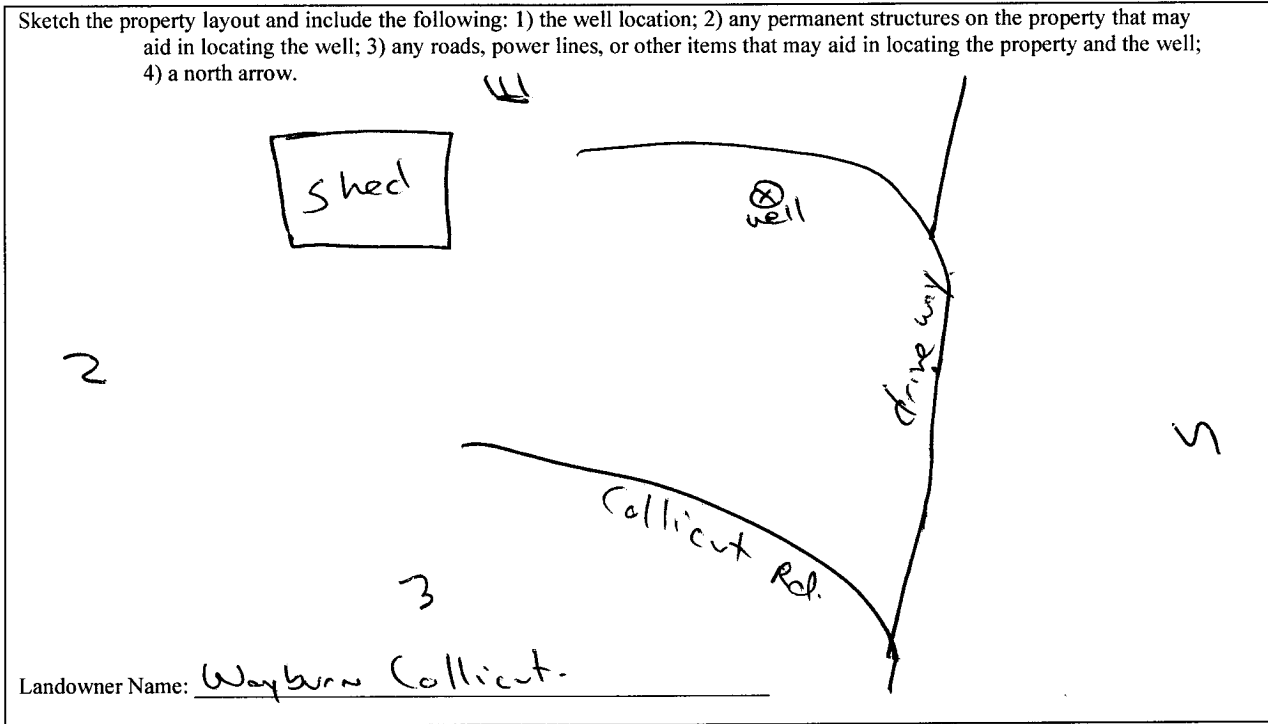 Sketch the property layout and include the following: 1) the well location; 2) any permanent structures on the property that may
aid in locating the well; 3) any roads, power lines, or other items that may aid in locating the property and the well;
4) a north arrow.
E
Shed
well
drive way
N
S
Collicut Rd.
W
Landowner Name: Wayburn Collicut.